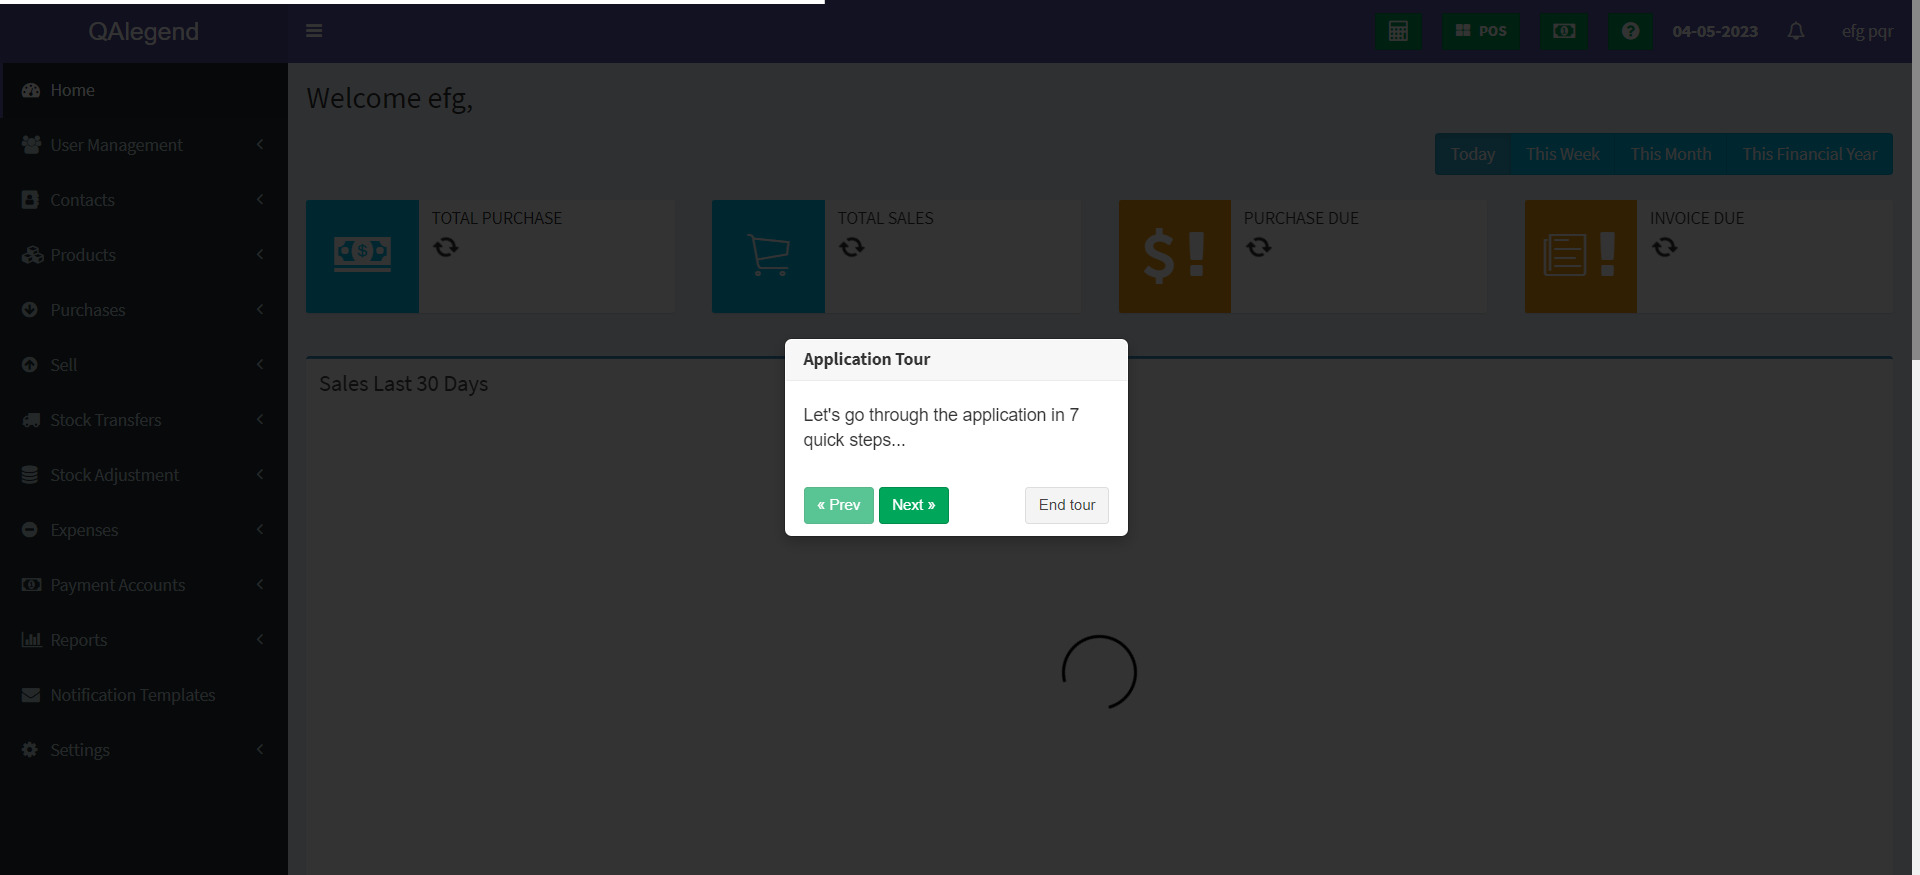 QAlegend
POS
04-05-2023
efg pqr
Home
User Management
Contacts
Products
Purchases
Sell
Stock Transfers
Stock Adjustment
Expenses
Payment Accounts
Reports
Notification Templates
Settings
Welcome efg,
Today
This Week
This Month
This Financial Year
TOTAL PURCHASE
TOTAL SALES
PURCHASE DUE
INVOICE DUE
Sales Last 30 Days
Application Tour
Let's go through the application in 7
quick steps...
« Prev
Next »
End tour